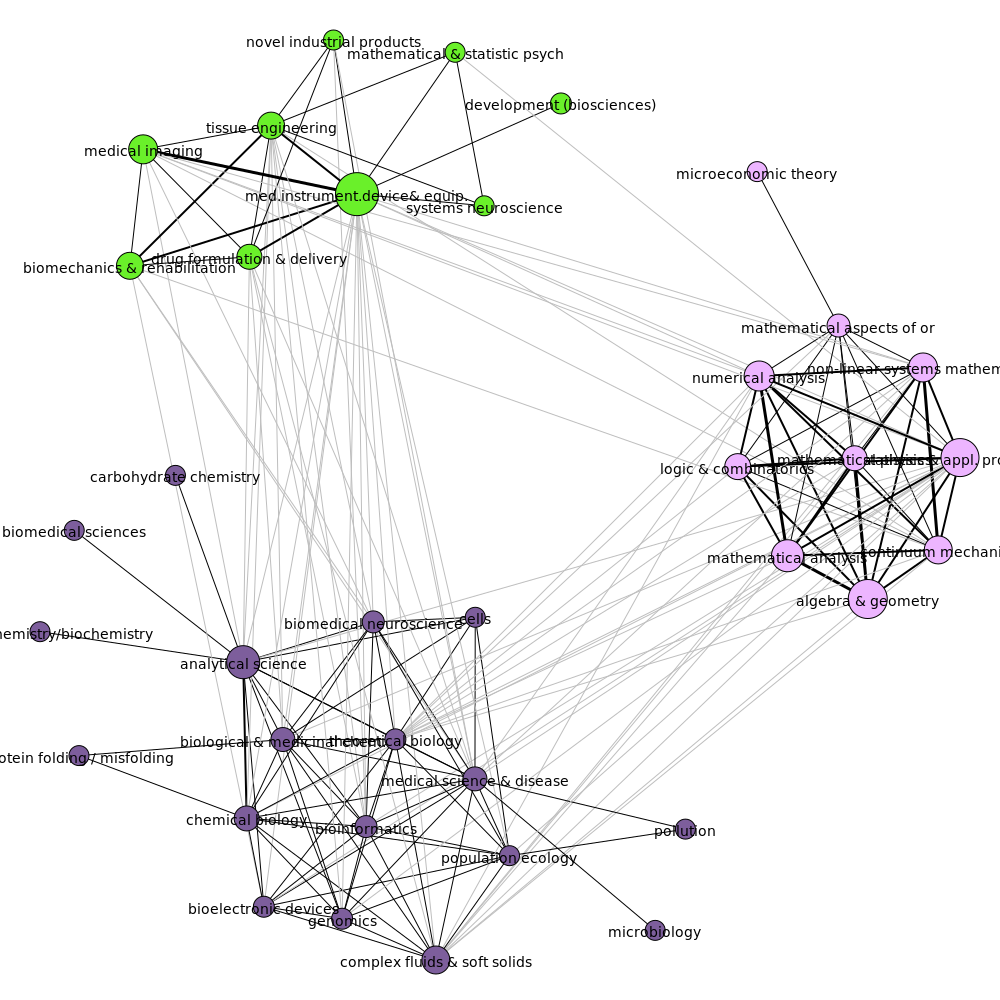 novel industrial products
mathematical & statistic psych
development (biosciences)
tissue engineering
medical imaging
microeconomic theory
med.instrument.device& equip.
systems neuroscience
drug formulation & delivery
biomechanics & rehabilitation
mathematical aspects of or
non-linear systems mathem
numerical analysis
mathematical physics
& appl. pro
logic & combinatorics
carbohydrate chemistry
biomedical sciences
mathematical analysis
continuum mechani
algebra & geometry
biomedical neuroscience
cells
hemistry/biochemistry
analytical science
biological & medicinal chem.
theoretical biology
otein folding / misfolding
medical science & disease
chemical biology
bioinformatics
pollution
population ecology
bioelectronic devices
genomics
microbiology
complex fluids & soft solids